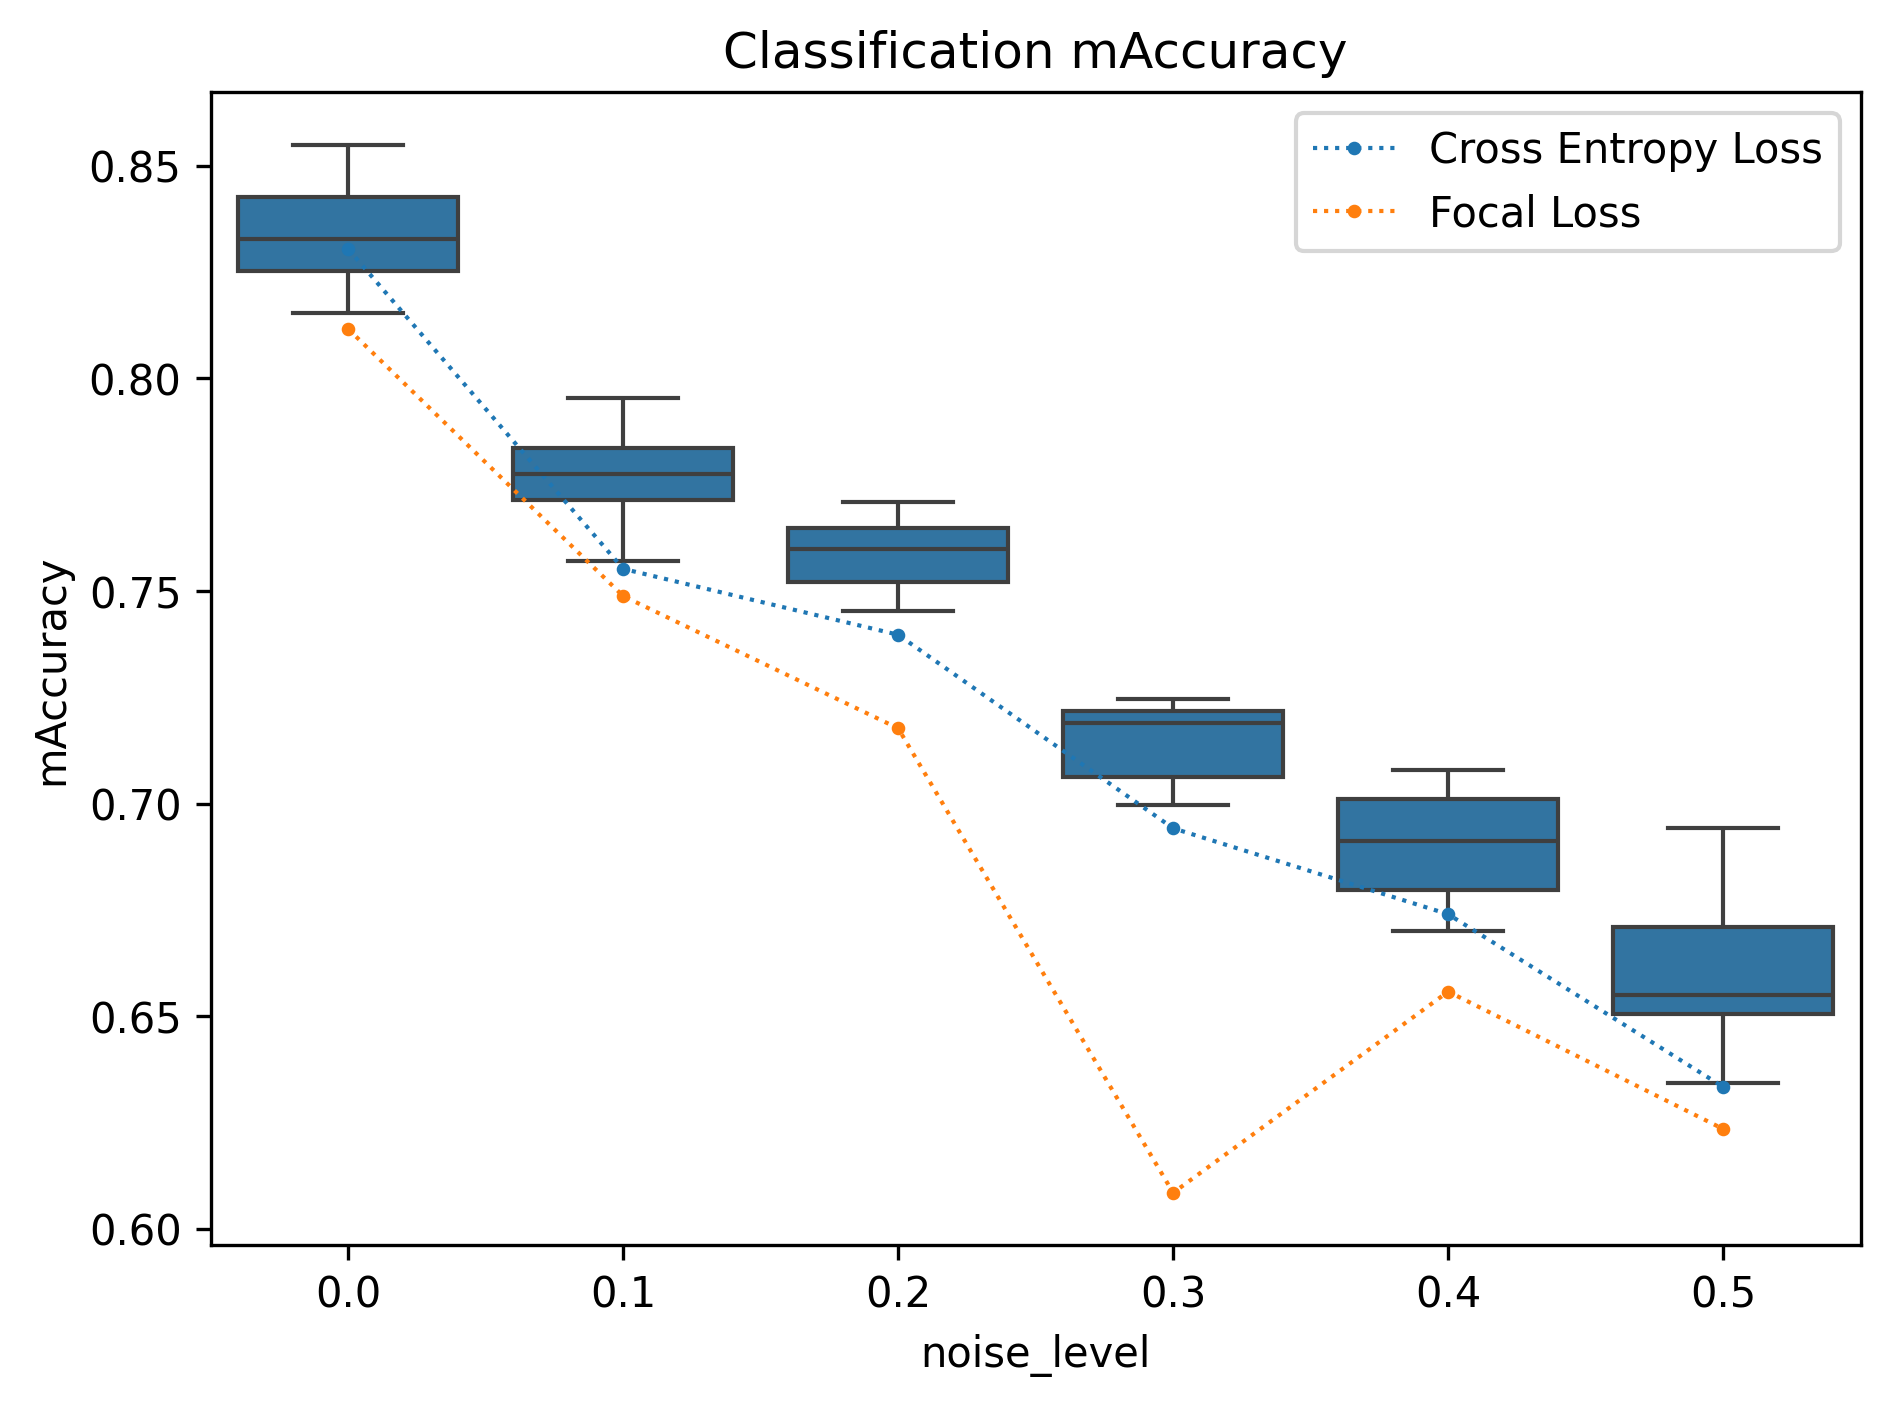 Classification mAccuracy
Cross Entropy Loss
Focal Loss
mAccuracy
0.85
0.80
0.75
0.70
0.65
0.60
0.0 0.1 0.2 0.3 0.4 0.5
noise_level